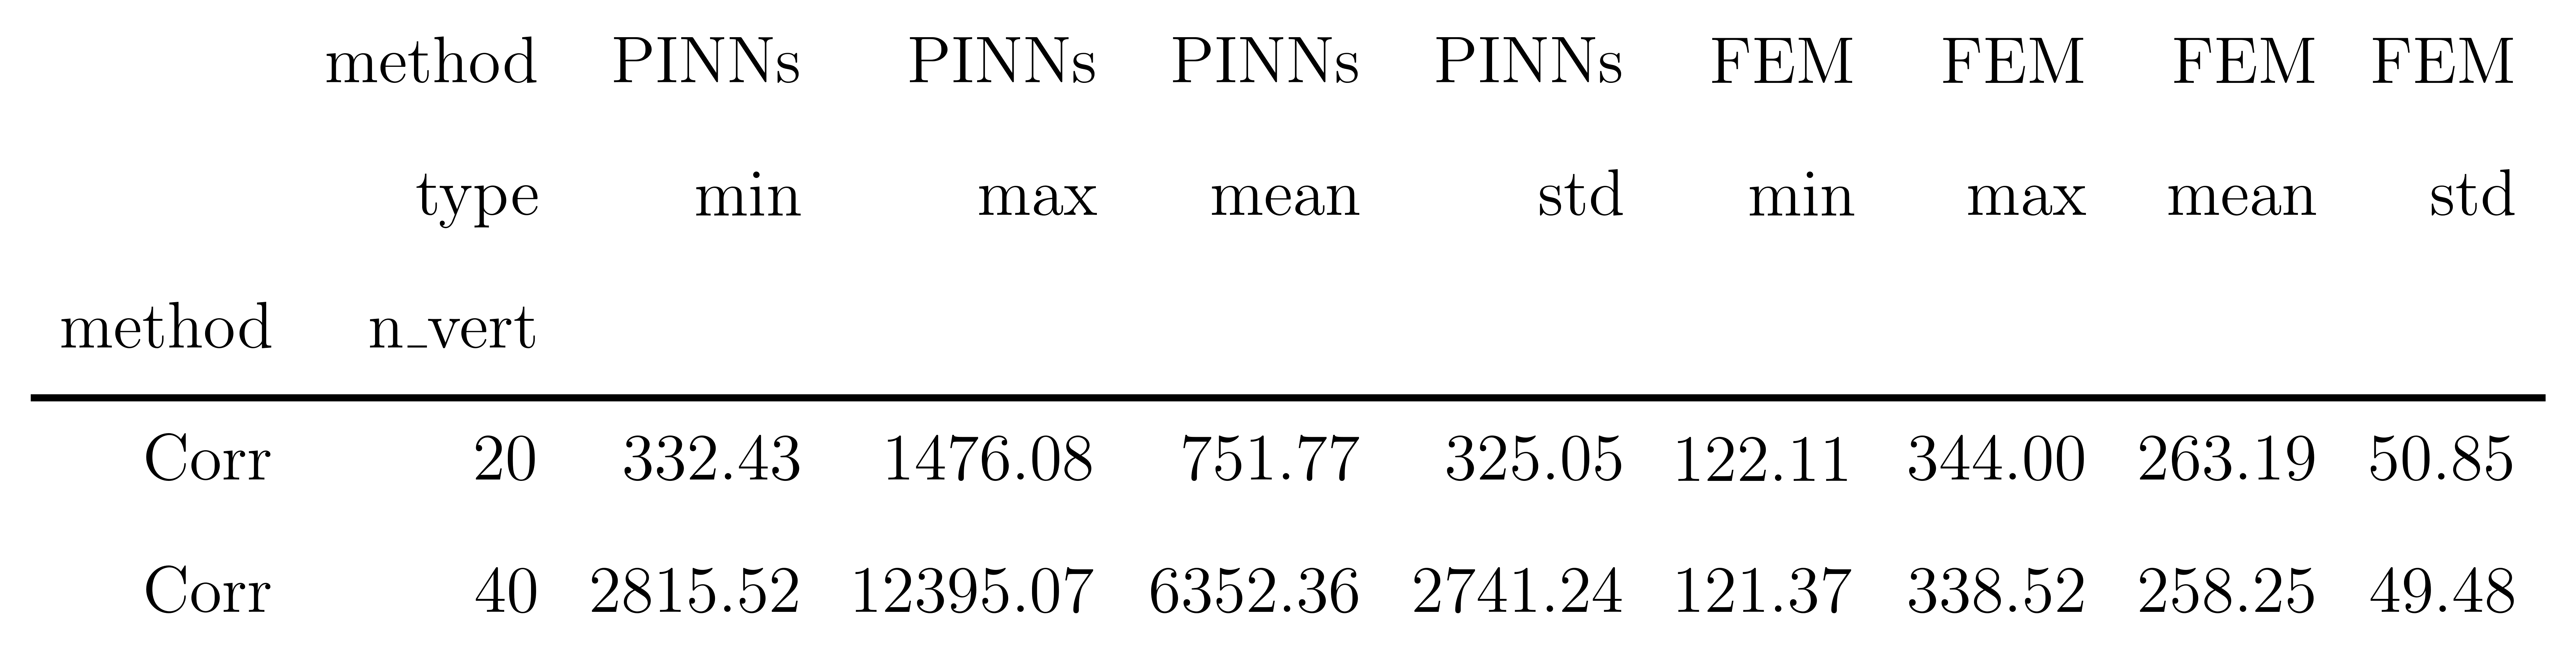 method PINNs PINNs PINNs PINNs FEM FEM FEM FEM
type min max mean std min max mean std
method n_vert
Corr 20 332.43 1476.08 751.77 325.05 122.11 344.00 263.19 50.85
Corr 40 2815.52 12395.07 6352.36 2741.24 121.37 338.52 258.25 49.48